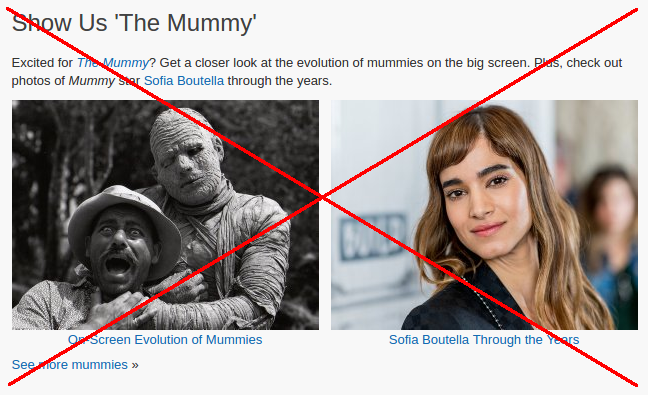 Show Us 'The Mummy'
Excited for The Mummy? Get a closer look at the evolution of mummies on the big screen. Plus, check out
photos of Mummy star Sofia Boutella through the years.
BUILD
On-Screen Evolution of Mummies
Sofia Boutella Through the Years
See more mummies »